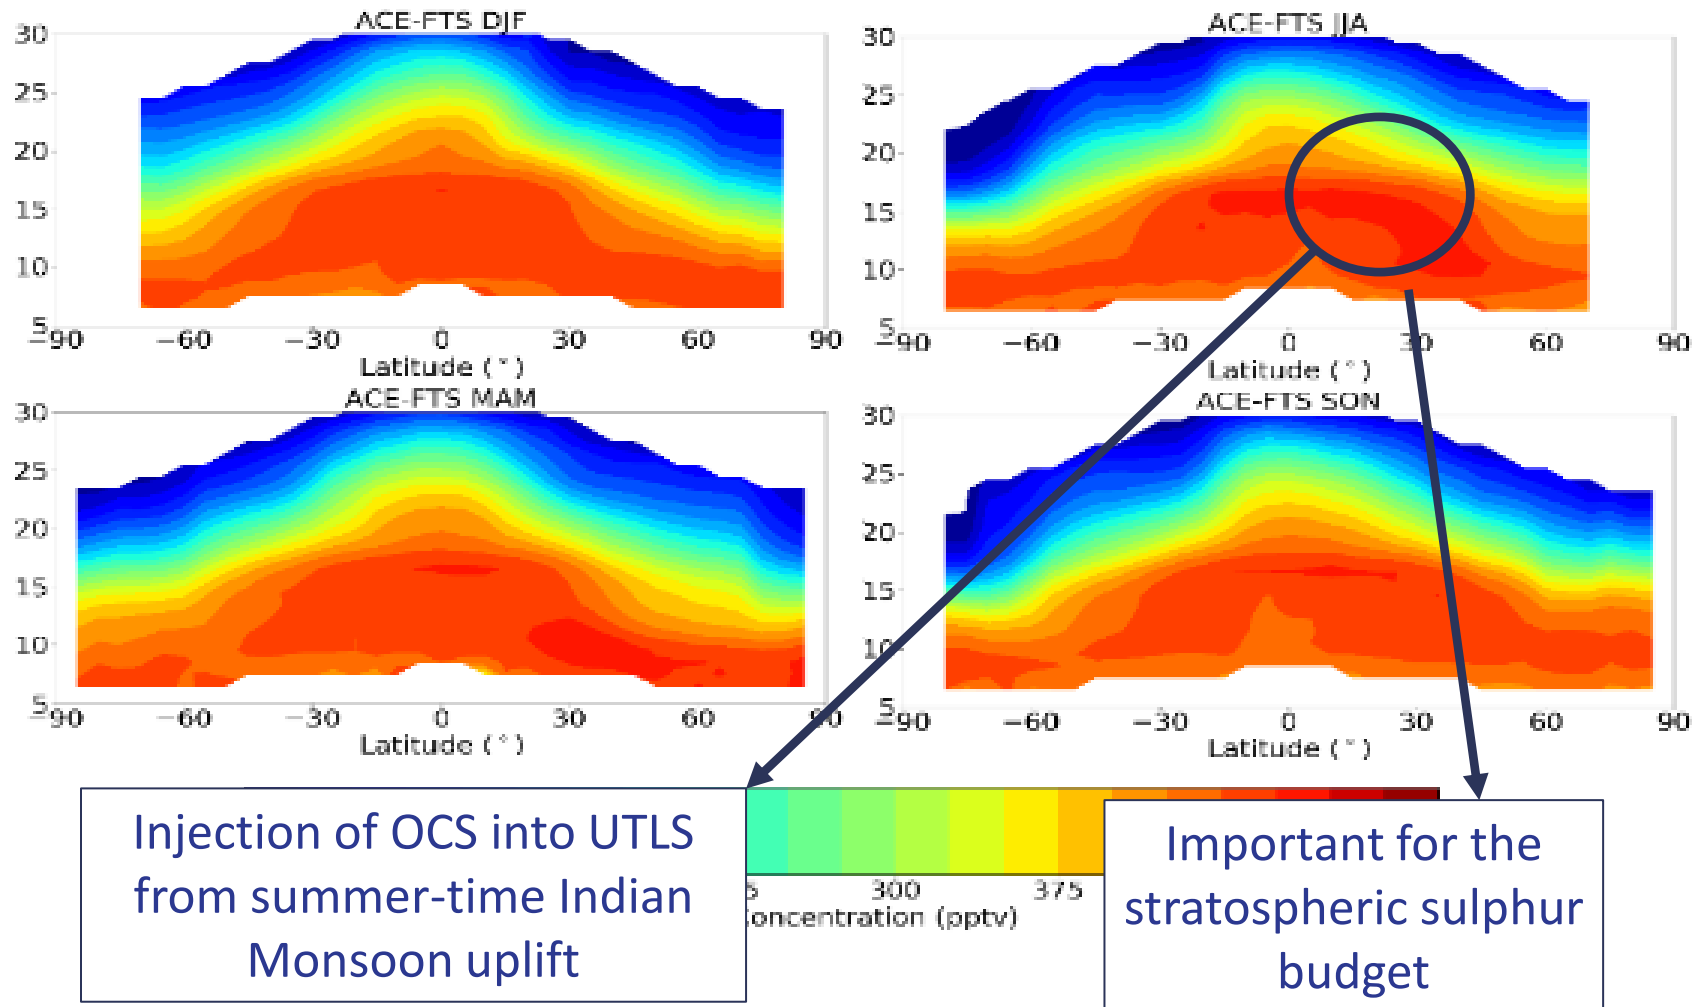 ACE-FTS DJF
30
25
20
15
10
5
−90 −60 −30 0 30 60 90
Latitude (°)
ACE-FTS JJA
30
25
20
15
10
5
−90 −60 −30 0 30 60 90
Latitude (°)
ACE-FTS MAM
30
25
20
15
10
5
−90 −60 −30 0 30 60 90
Latitude (°)
ACE-FTS SON
30
25
20
15
10
5
−90 −60 −30 0 30 60 90
Latitude (°)
300 375
oncentration (pptv)
Injection of OCS into UTLS
from summer-time Indian
Monsoon uplift
Important for the
stratospheric sulphur
budget